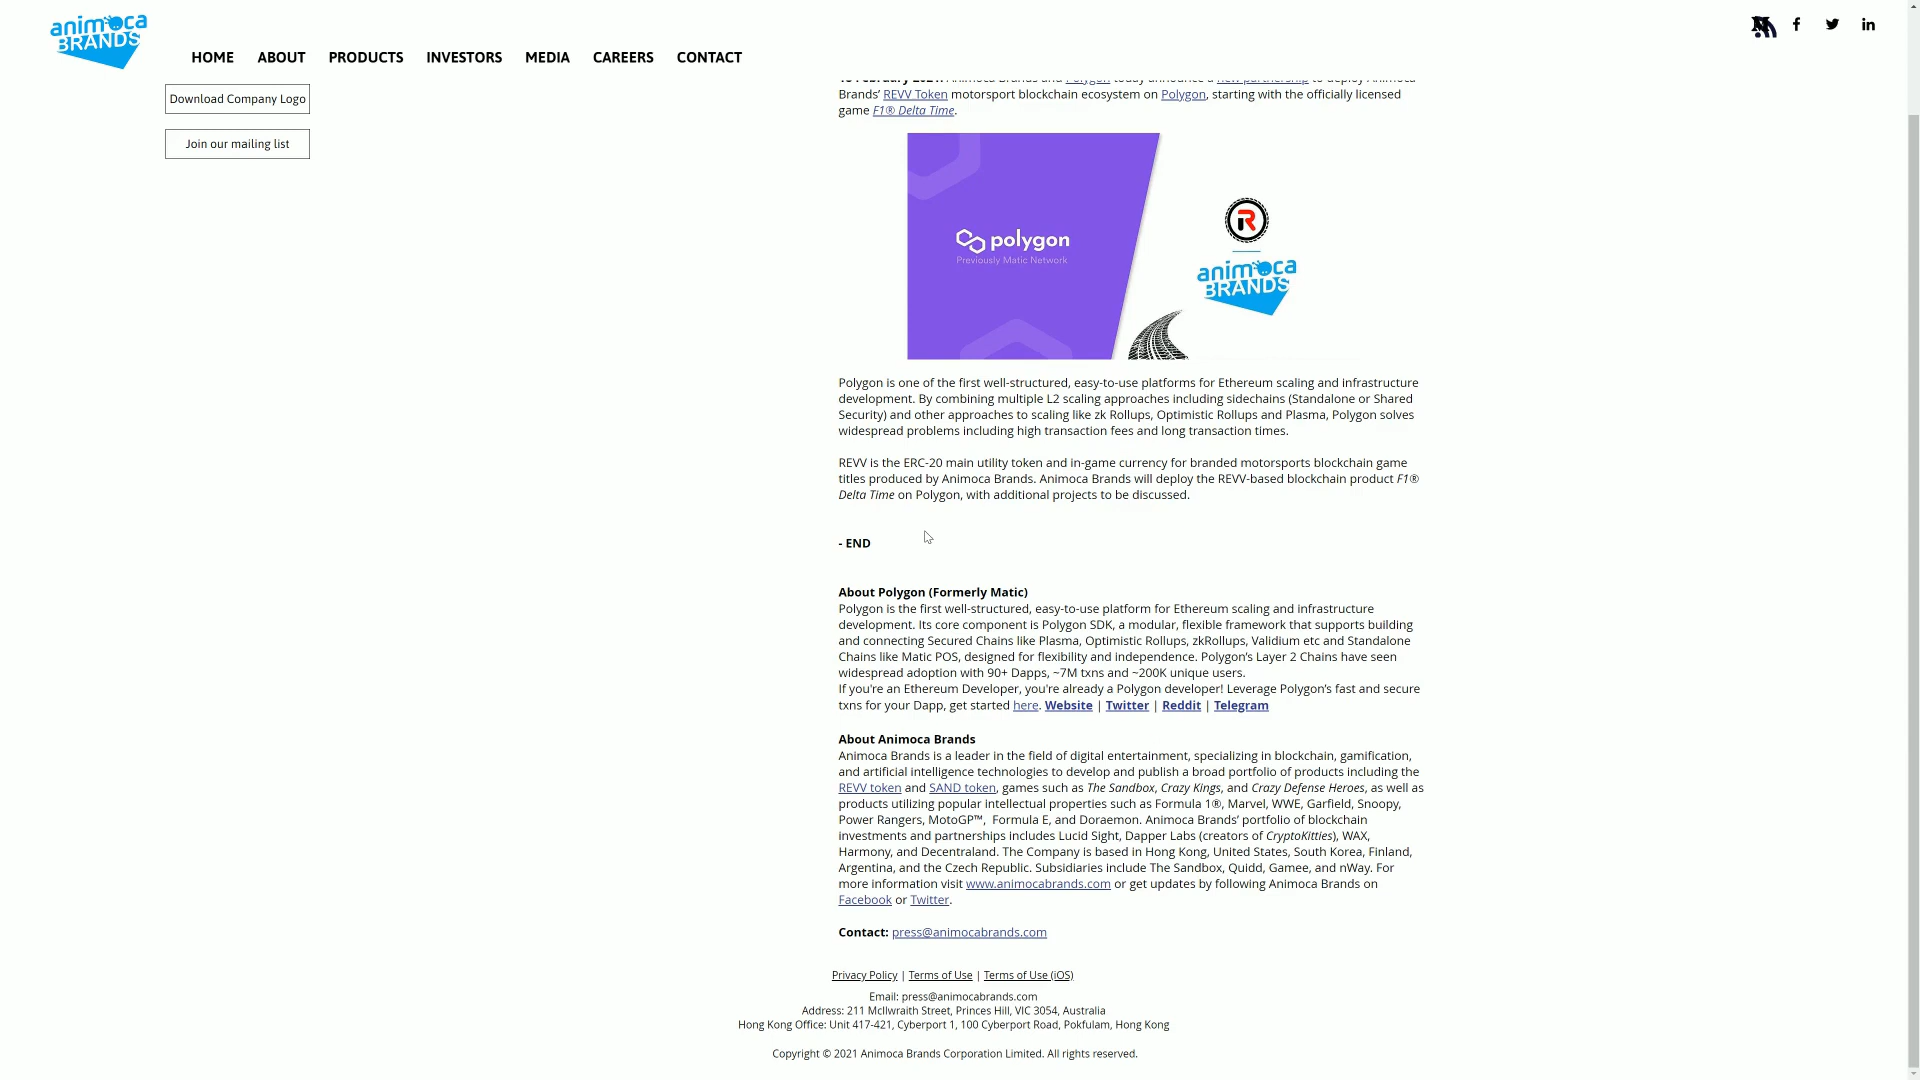 animoca
BRANDS
HOME
ABOUT
PRODUCTS
INVESTORS
MEDIA
CAREERS
CONTACT
Download Company Logo
Join our mailing list
Brands’ REVV Token motorsport blockchain ecosystem on Polygon, starting with the officially licensed
game F1® Delta Time.
polygon
Previously Matic Network
R
animoca
BRANDS
Polygon is one of the first well-structured, easy-to-use platforms for Ethereum scaling and infrastructure
development. By combining multiple L2 scaling approaches including sidechains (Standalone or Shared
Security) and other approaches to scaling like zk Rollups, Optimistic Rollups and Plasma, Polygon solves
widespread problems including high transaction fees and long transaction times.
REVV is the ERC-20 main utility token and in-game currency for branded motorsports blockchain game
titles produced by Animoca Brands. Animoca Brands will deploy the REVV-based blockchain product F1®
Delta Time on Polygon, with additional projects to be discussed.
- END
About Polygon (Formerly Matic)
Polygon is the first well-structured, easy-to-use platform for Ethereum scaling and infrastructure
development. Its core component is Polygon SDK, a modular, flexible framework that supports building
and connecting Secured Chains like Plasma, Optimistic Rollups, zkRollups, Validium etc and Standalone
Chains like Matic POS, designed for flexibility and independence. Polygon’s Layer 2 Chains have seen
widespread adoption with 90+ Dapps, ~7M txns and ~200K unique users.
If you're an Ethereum Developer, you're already a Polygon developer! Leverage Polygon’s fast and secure
txns for your Dapp, get started here. Website | Twitter | Reddit | Telegram
About Animoca Brands
Animoca Brands is a leader in the field of digital entertainment, specializing in blockchain, gamification,
and artificial intelligence technologies to develop and publish a broad portfolio of products including the
REVV token and SAND token, games such as The Sandbox, Crazy Kings, and Crazy Defense Heroes, as well as
products utilizing popular intellectual properties such as Formula 1®, Marvel, WWE, Garfield, Snoopy,
Power Rangers, MotoGP™, Formula E, and Doraemon. Animoca Brands’ portfolio of blockchain
investments and partnerships includes Lucid Sight, Dapper Labs (creators of CryptoKitties), WAX,
Harmony, and Decentraland. The Company is based in Hong Kong, United States, South Korea, Finland,
Argentina, and the Czech Republic. Subsidiaries include The Sandbox, Quidd, Gamee, and nWay. For
more information visit www.animocabrands.com or get updates by following Animoca Brands on
Facebook or Twitter.
Contact: press@animocabrands.com
Privacy Policy | Terms of Use | Terms of Use (iOS)
Email: press@animocabrands.com
Address: 211 McIlwraith Street, Princes Hill, VIC 3054, Australia
Hong Kong Office: Unit 417-421, Cyberport 1, 100 Cyberport Road, Pokfulam, Hong Kong
Copyright © 2021 Animoca Brands Corporation Limited. All rights reserved.